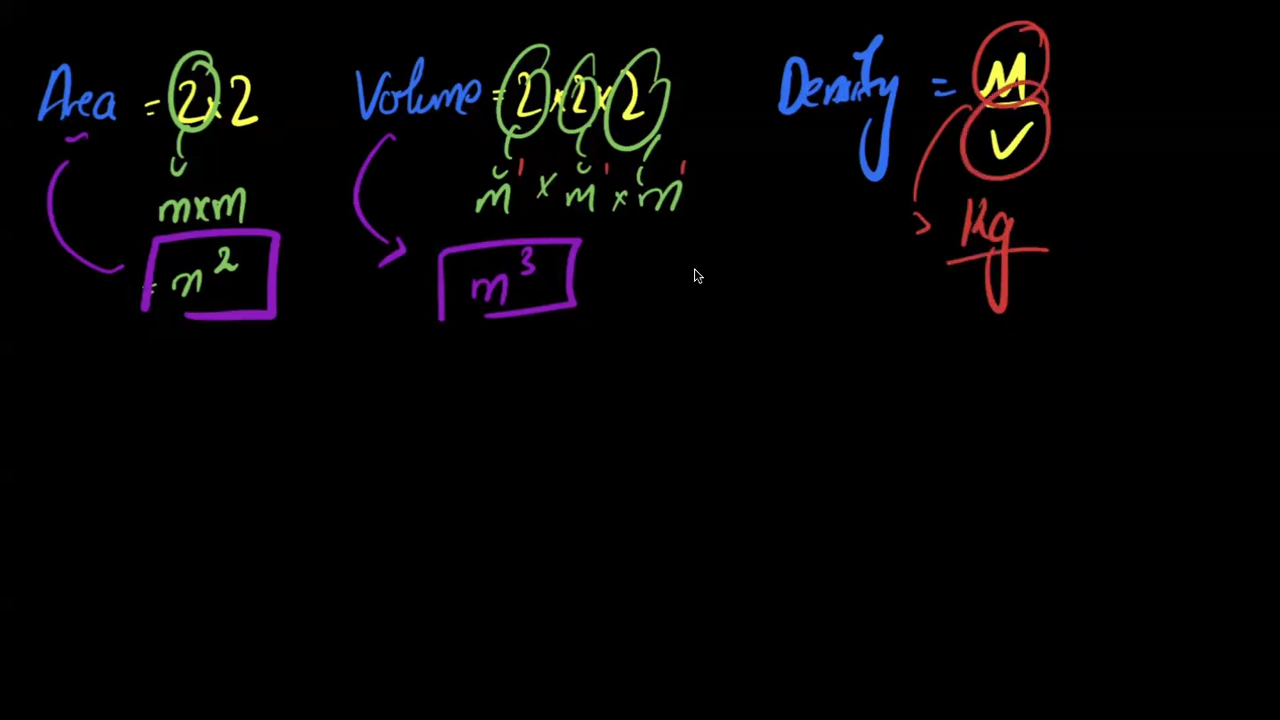 Area = 2 x 2
m x m
= m²
Volume = 2 x 2 x 2
m' x m' x m'
m³
Density = M / V
Kg